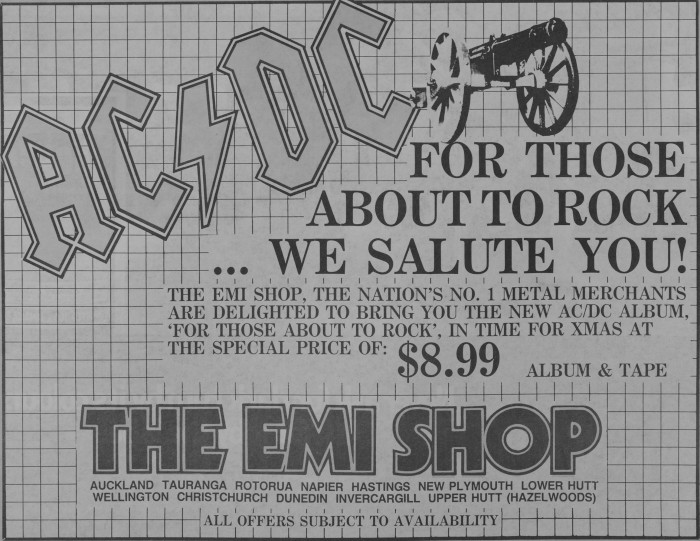 AC/DC
FOR THOSE
ABOUT TO ROCK
... WE SALUTE YOU!
THE EMI SHOP, THE NATION'S NO. 1 METAL MERCHANTS
ARE DELIGHTED TO BRING YOU THE NEW AC/DC ALBUM,
'FOR THOSE ABOUT TO ROCK', IN TIME FOR XMAS AT
THE SPECIAL PRICE OF: $8.99 ALBUM & TAPE
THE EMI SHOP
AUCKLAND TAURANGA ROTORUA NAPIER HASTINGS NEW PLYMOUTH LOWER HUTT
WELLINGTON CHRISTCHURCH DUNEDIN INVERCARGILL UPPER HUTT (HAZELWOODS)
ALL OFFERS SUBJECT TO AVAILABILITY